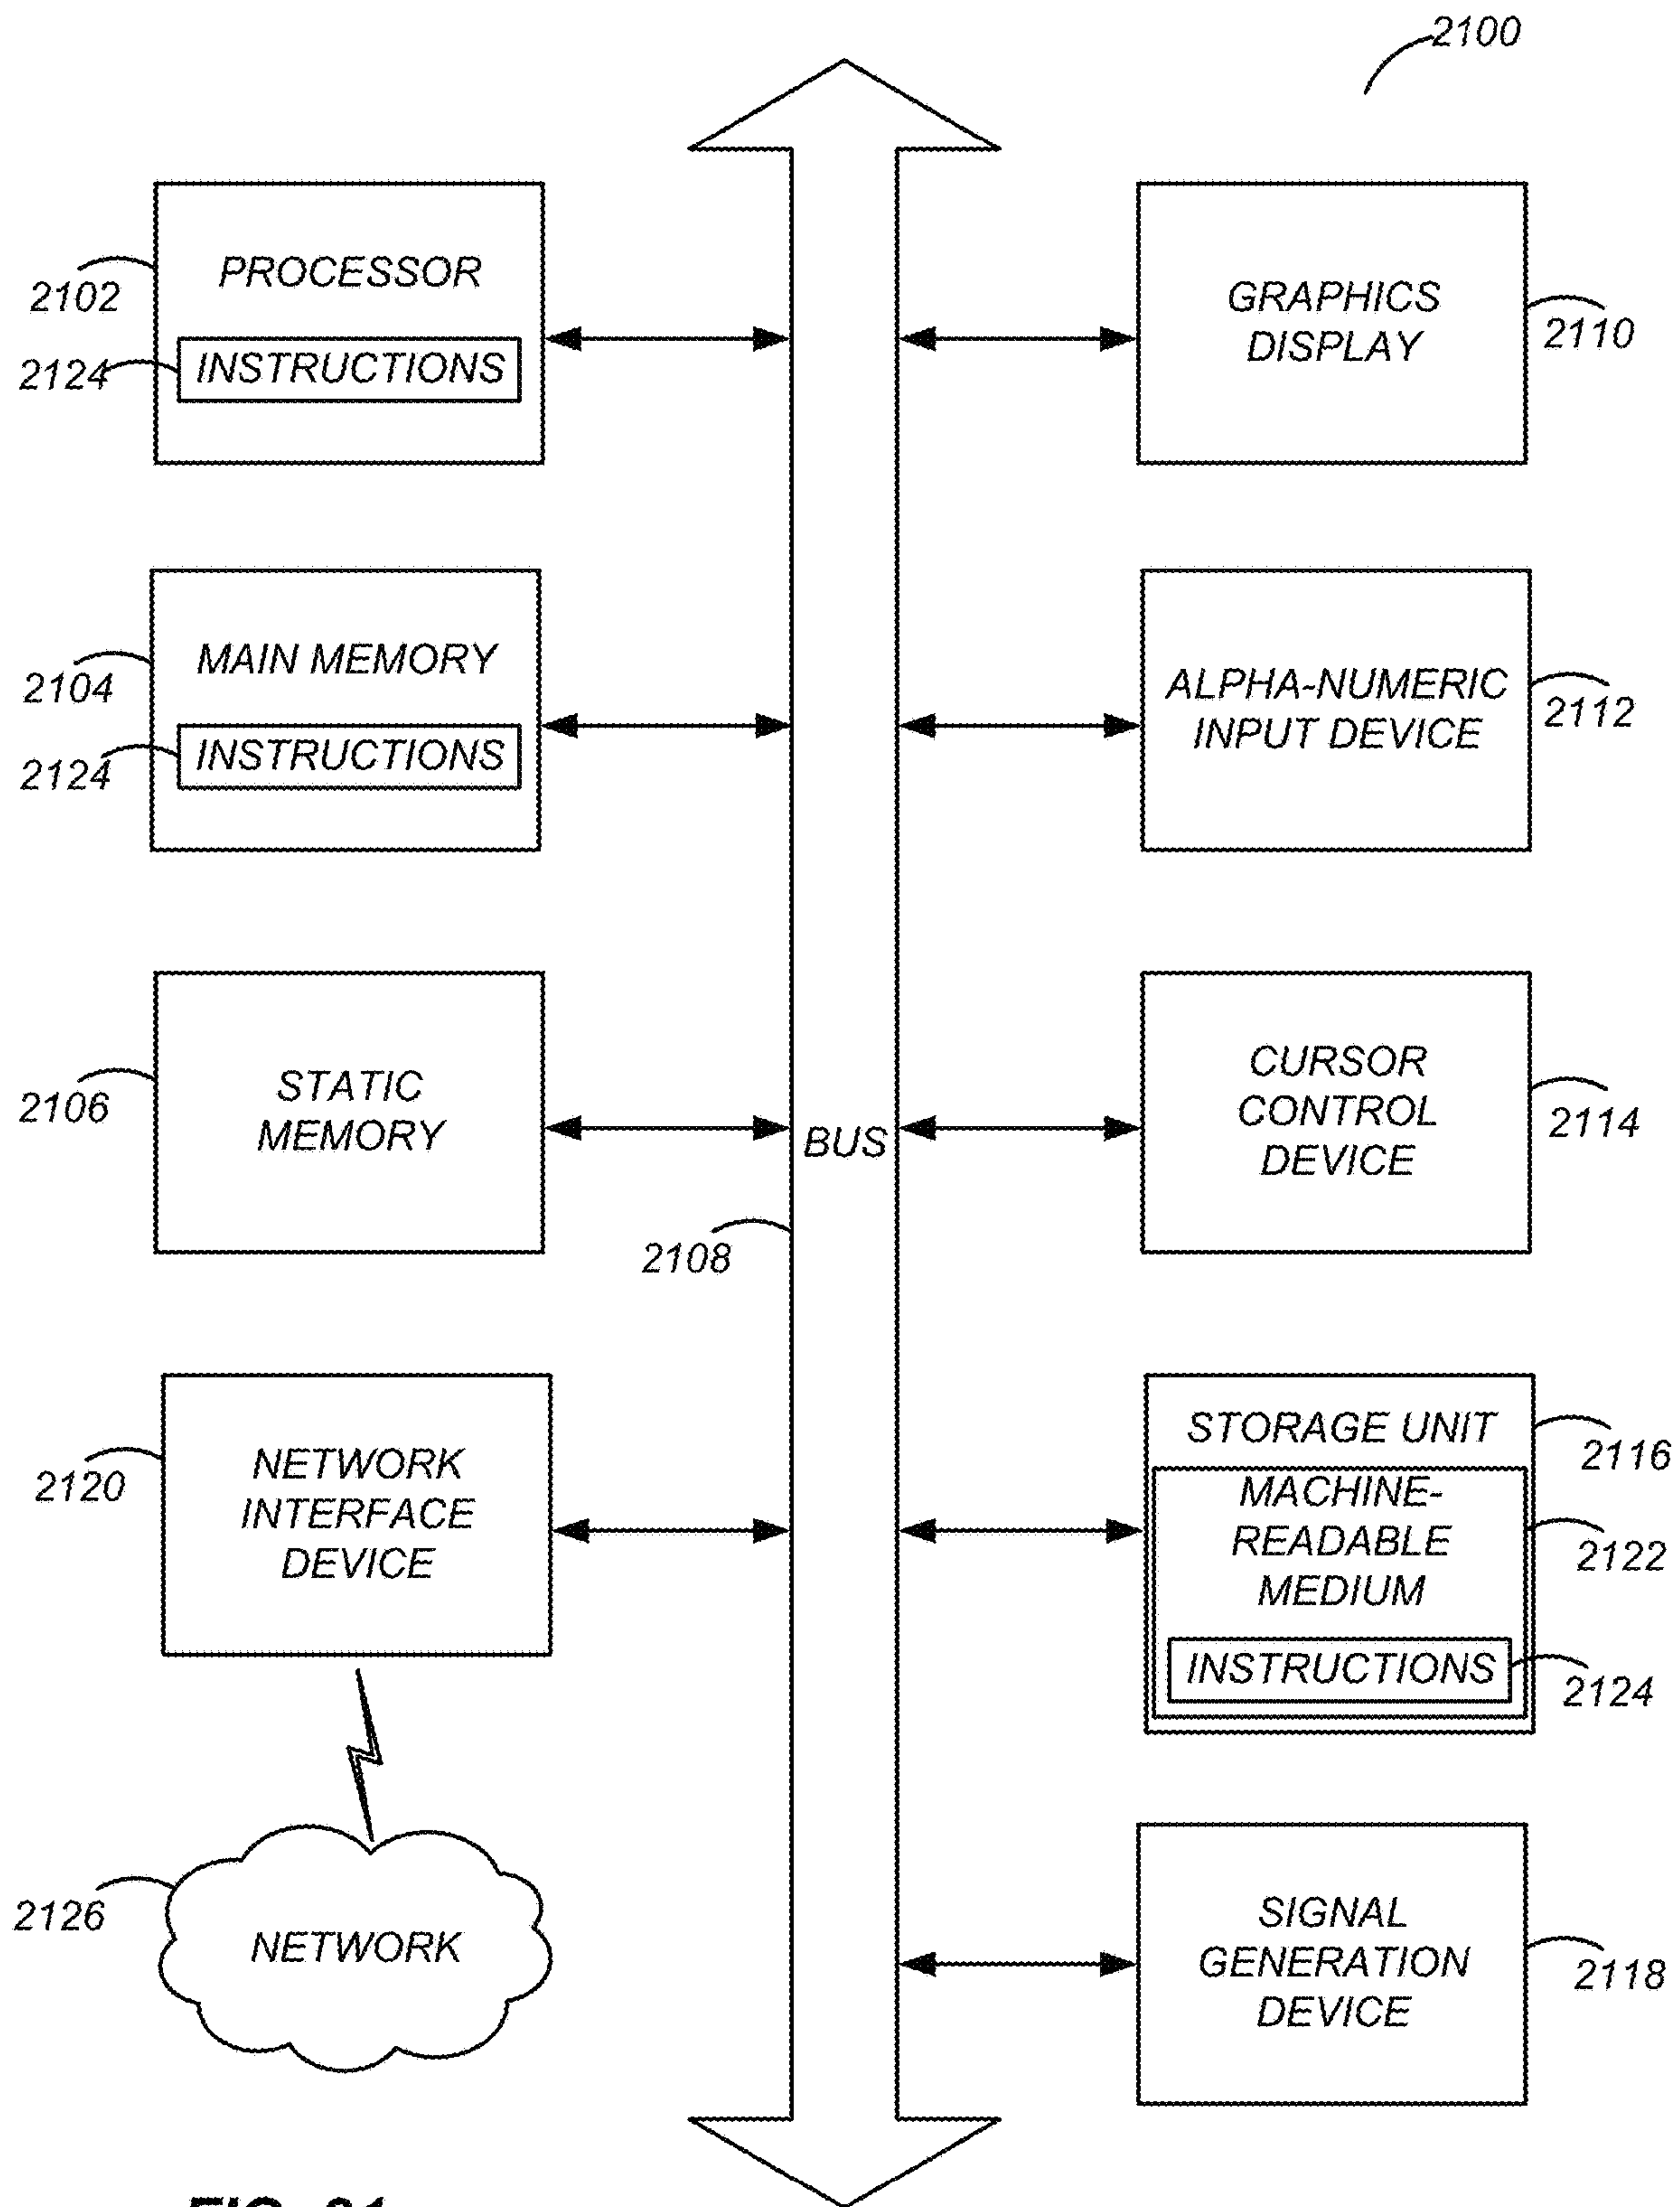 2100
PROCESSOR
2102
INSTRUCTIONS
2124
GRAPHICS
DISPLAY
2110
MAIN MEMORY
2104
INSTRUCTIONS
2124
ALPHA-NUMERIC
INPUT DEVICE
2112
STATIC
MEMORY
2106
BUS
2108
CURSOR
CONTROL
DEVICE
2114
NETWORK
INTERFACE
DEVICE
2120
STORAGE UNIT
2116
MACHINE-
READABLE
MEDIUM
2122
INSTRUCTIONS
2124
NETWORK
2126
SIGNAL
GENERATION
DEVICE
2118